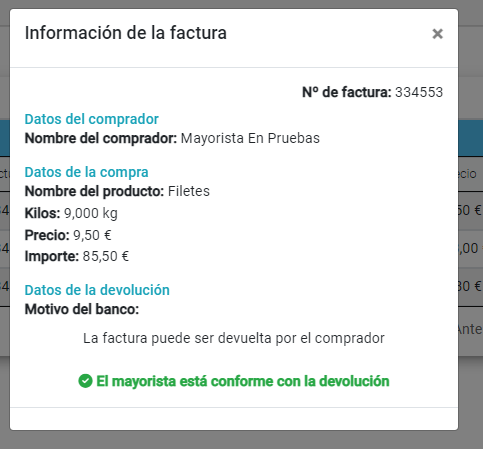 Información de la factura
×
Nº de factura: 334553
Datos del comprador
Nombre del comprador: Mayorista En Pruebas
Datos de la compra
Nombre del producto: Filetes
Kilos: 9,000 kg
Precio: 9,50 €
Importe: 85,50 €
Datos de la devolución
Motivo del banco:
La factura puede ser devuelta por el comprador
El mayorista está conforme con la devolución